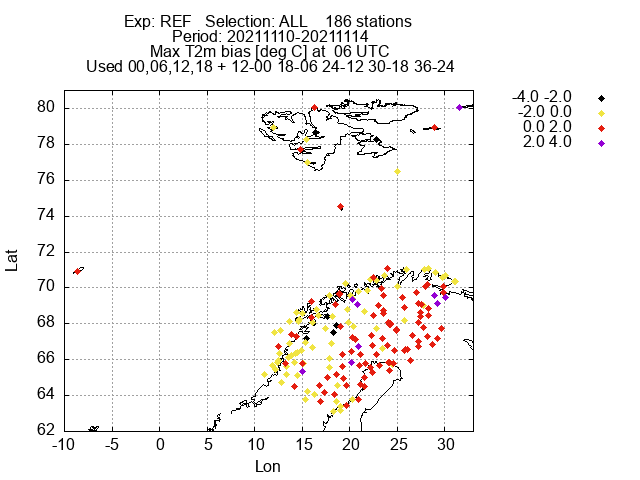 Exp: REF Selection: ALL 186 stations
Period: 20211110-20211114
Max T2m bias [deg C] at 06 UTC
Used 00,06,12,18 + 12-00 18-06 24-12 30-18 36-24
-4.0 -2.0
-2.0 0.0
0.0 2.0
2.0 4.0
Lat
80
78
76
74
72
70
68
66
64
62
-10 -5 0 5 10 15 20 25 30
Lon